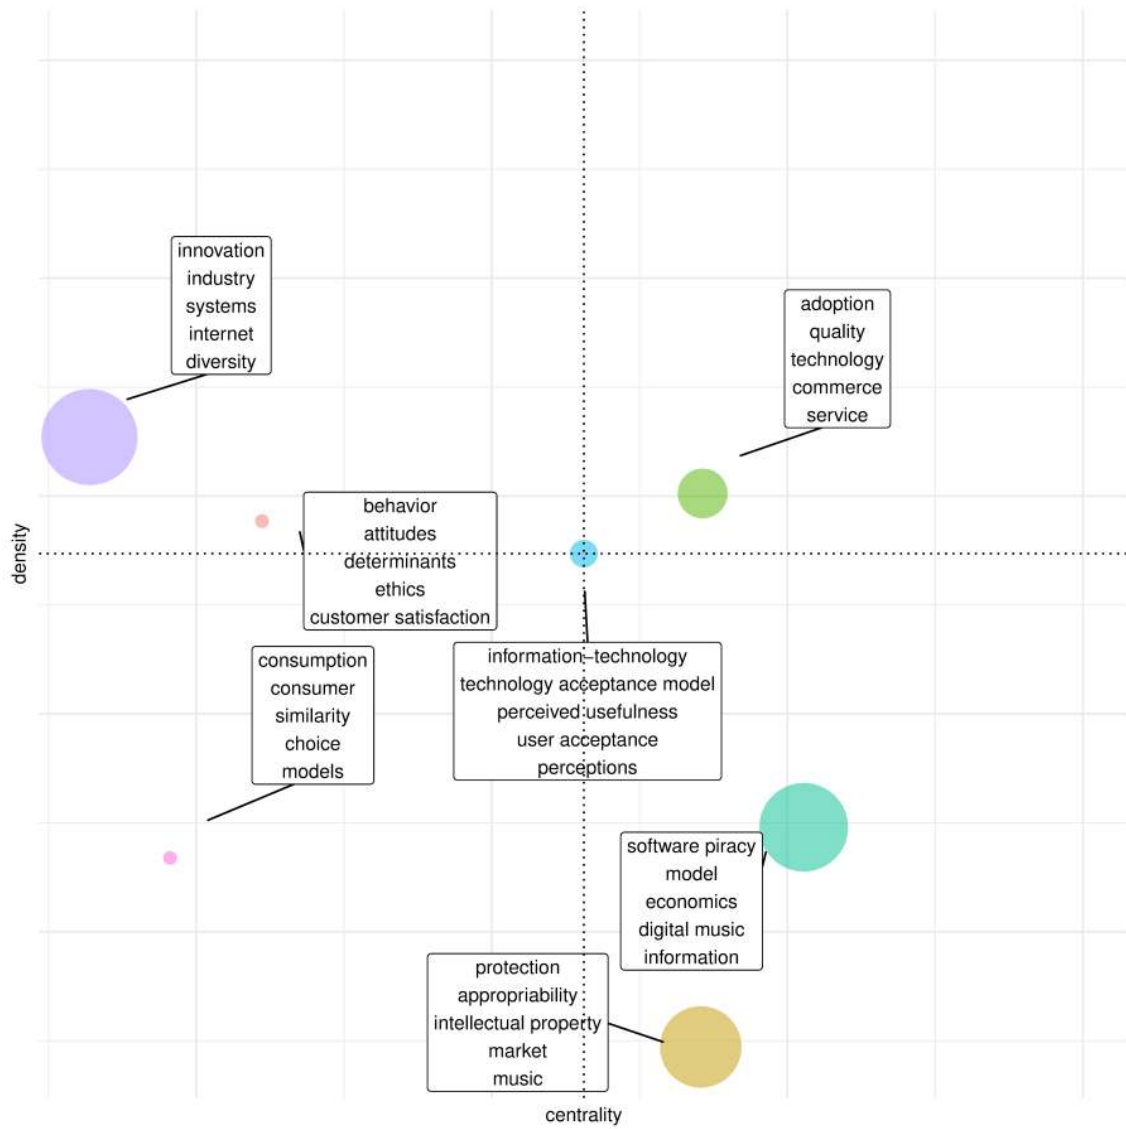 innovation
industry
systems
internet
diversity
adoption
quality
technology
commerce
service
behavior
attitudes
determinants
ethics
customer satisfaction
density
information-technology
technology acceptance model
perceived usefulness
user acceptance
perceptions
consumption
consumer
similarity
choice
models
software piracy
model
economics
digital music
information
protection
appropriability
intellectual property
market
music
centrality